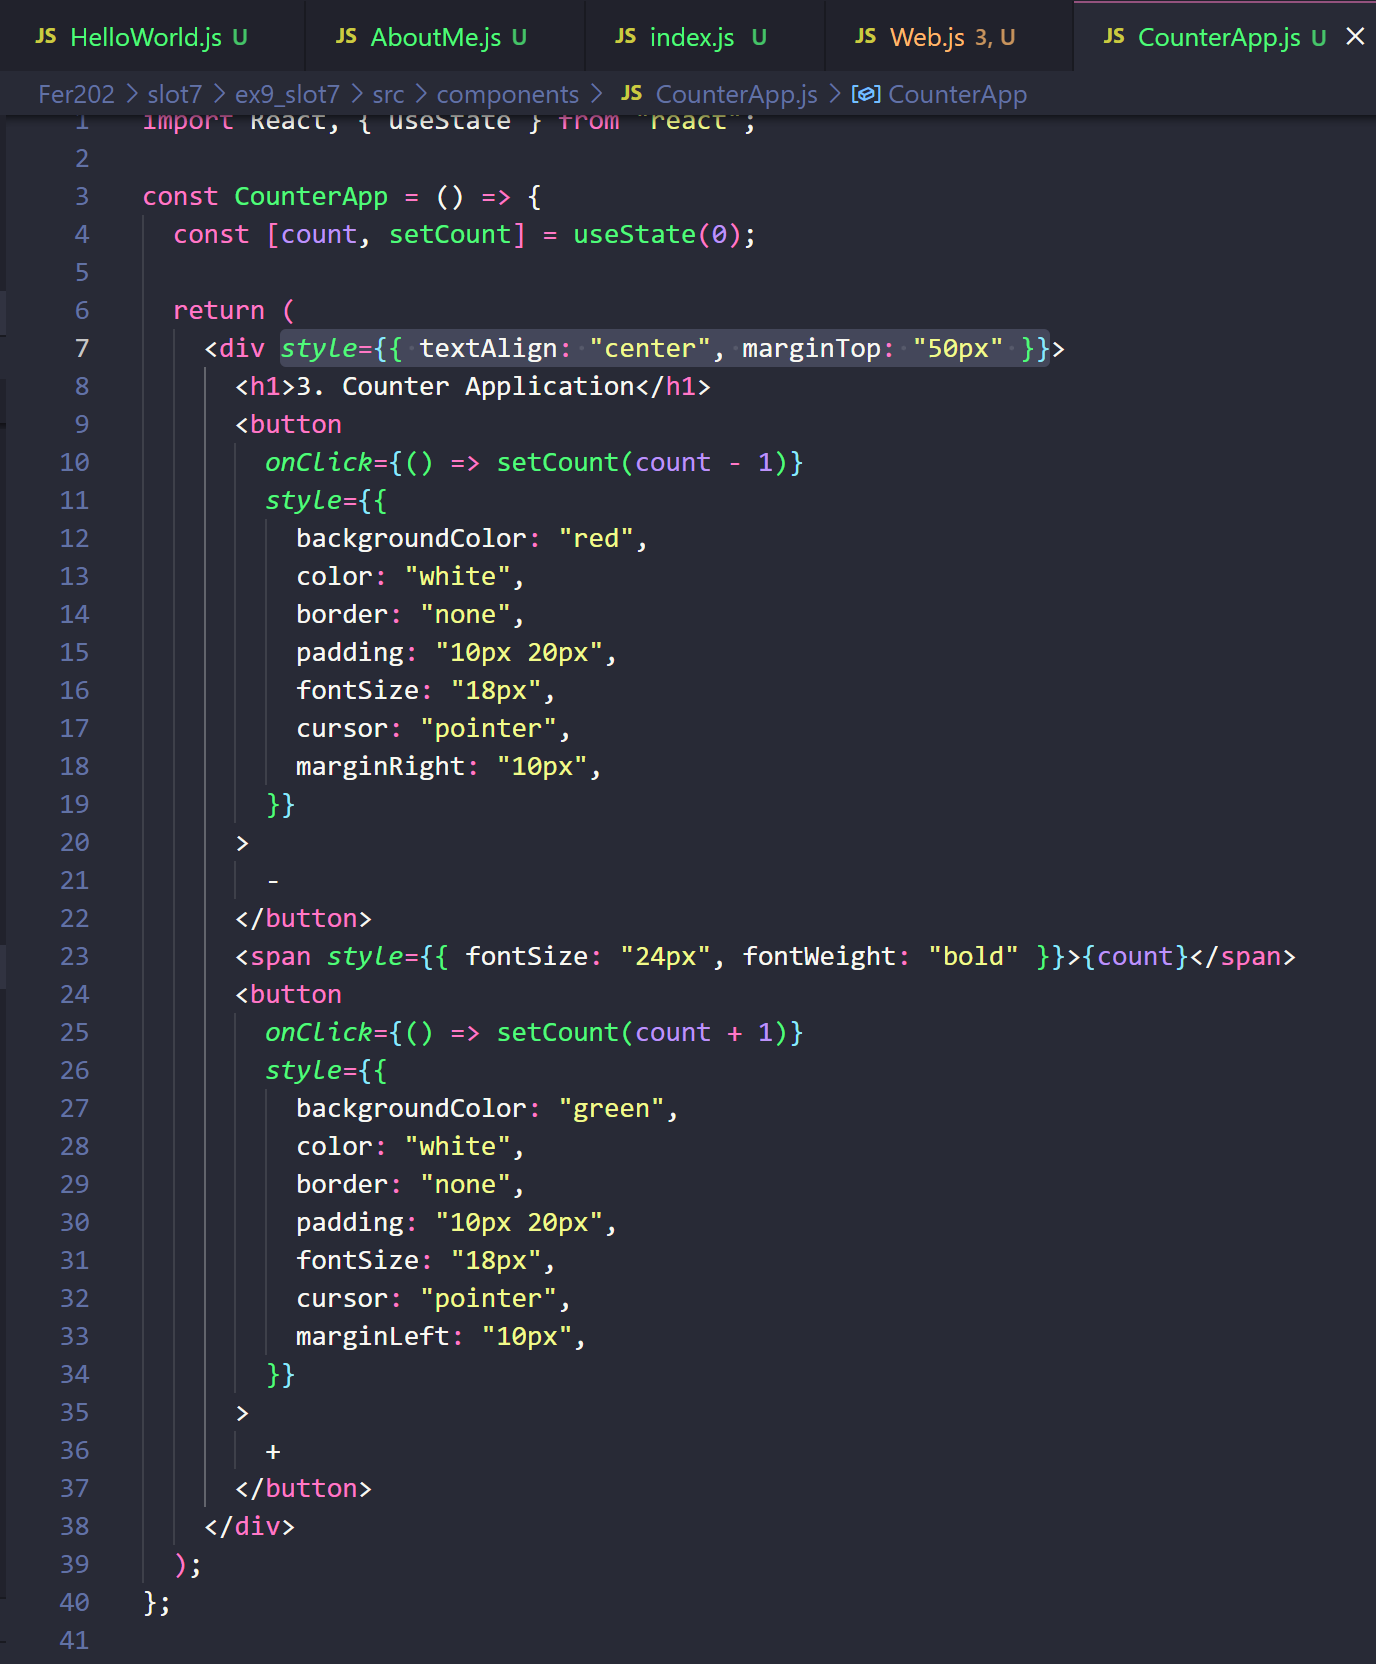 JS HelloWorld.js U JS AboutMe.js U JS index.js U JS Web.js 3, U JS CounterApp.js U ×
Fer202 > slot7 > ex9_slot7 > src > components > JS CounterApp.js > CounterApp
1 import React, { useState } from "react";
2
3 const CounterApp = () => {
4   const [count, setCount] = useState(0);
5
6   return (
7     <div style={{ textAlign: "center", marginTop: "50px" }}>
8       <h1>3. Counter Application</h1>
9       <button
10         onClick={() => setCount(count - 1)}
11         style={{
12           backgroundColor: "red",
13           color: "white",
14           border: "none",
15           padding: "10px 20px",
16           fontSize: "18px",
17           cursor: "pointer",
18           marginRight: "10px",
19         }}
20       >
21         -
22       </button>
23       <span style={{ fontSize: "24px", fontWeight: "bold" }}>{count}</span>
24       <button
25         onClick={() => setCount(count + 1)}
26         style={{
27           backgroundColor: "green",
28           color: "white",
29           border: "none",
30           padding: "10px 20px",
31           fontSize: "18px",
32           cursor: "pointer",
33           marginLeft: "10px",
34         }}
35       >
36         +
37       </button>
38     </div>
39   );
40 };
41